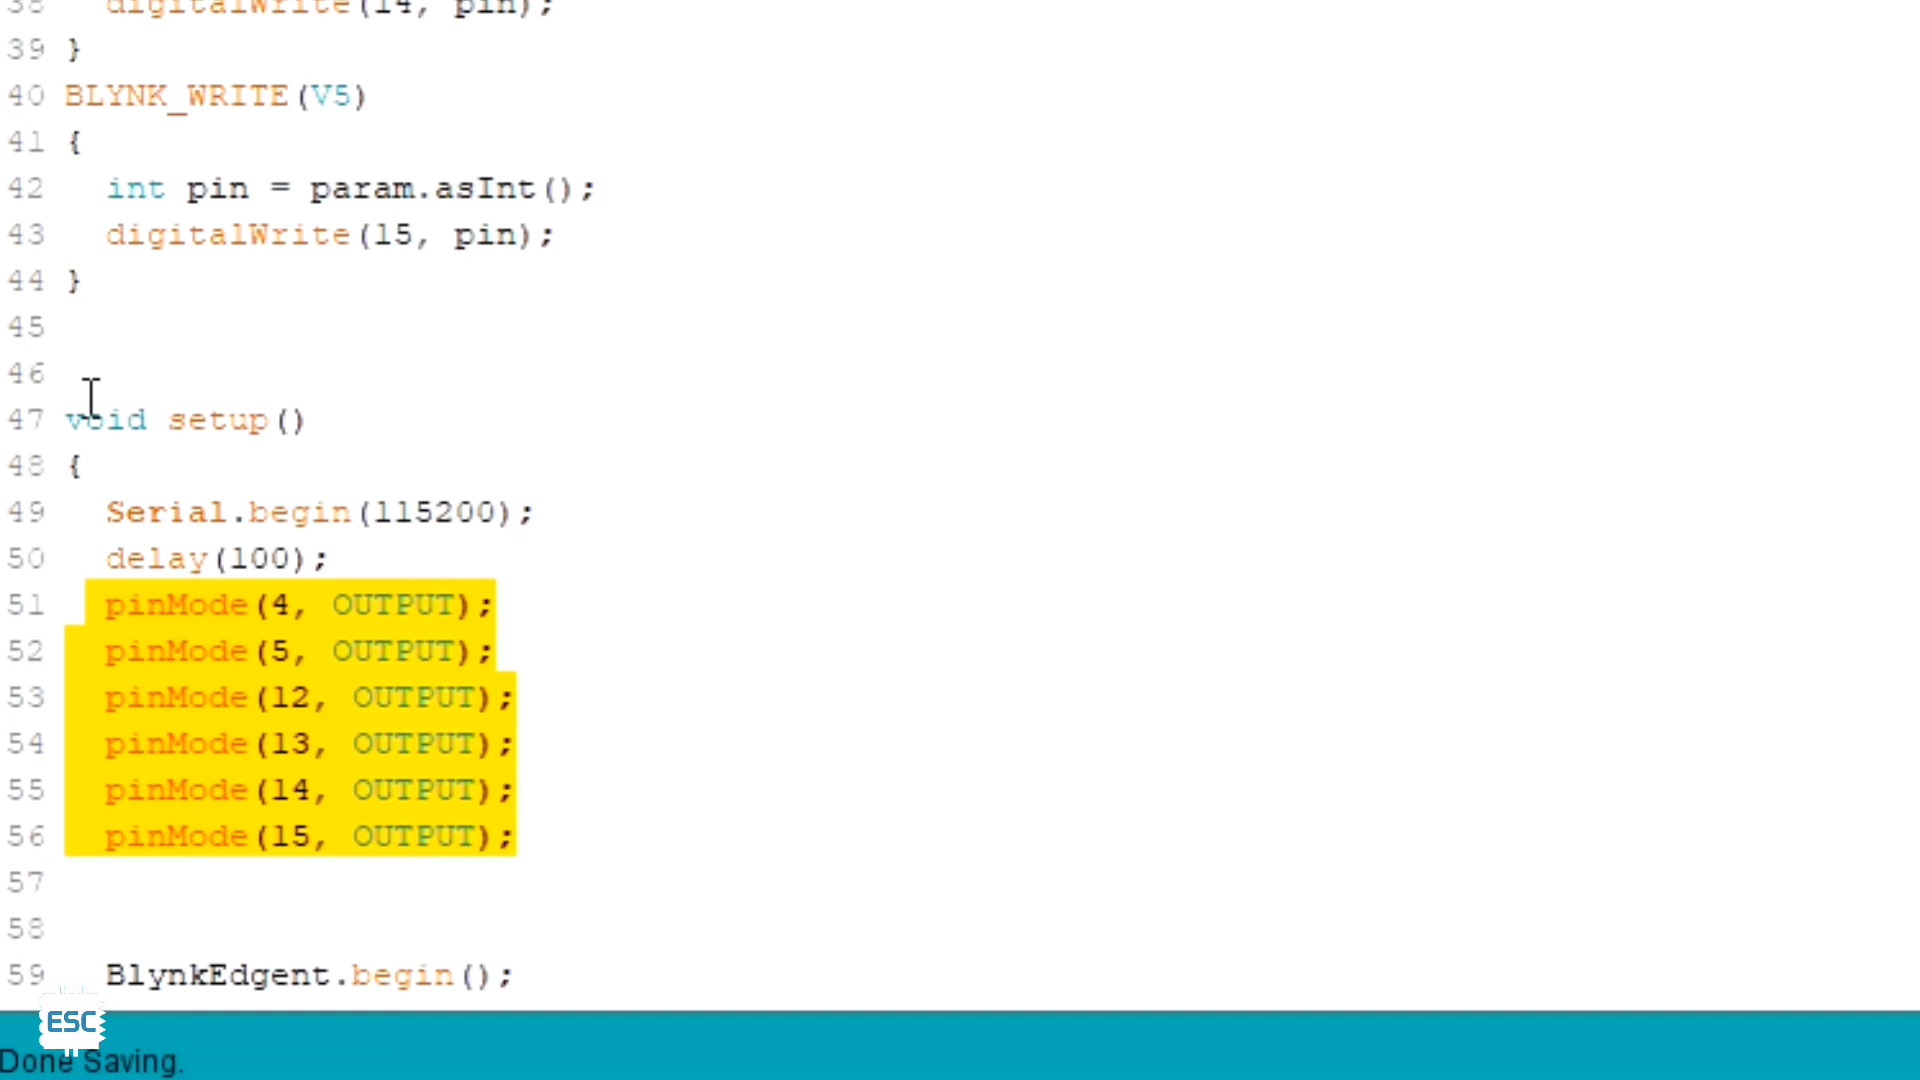 38 digitalWrite(14, pin);
39 }
40 BLYNK_WRITE(V5)
41 {
42 int pin = param.asInt();
43 digitalWrite(15, pin);
44 }
45
46
47 void setup()
48 {
49 Serial.begin(115200);
50 delay(100);
51 pinMode(4, OUTPUT);
52 pinMode(5, OUTPUT);
53 pinMode(12, OUTPUT);
54 pinMode(13, OUTPUT);
55 pinMode(14, OUTPUT);
56 pinMode(15, OUTPUT);
57
58
59 BlynkEdgent.begin();
ESC
Done Saving.